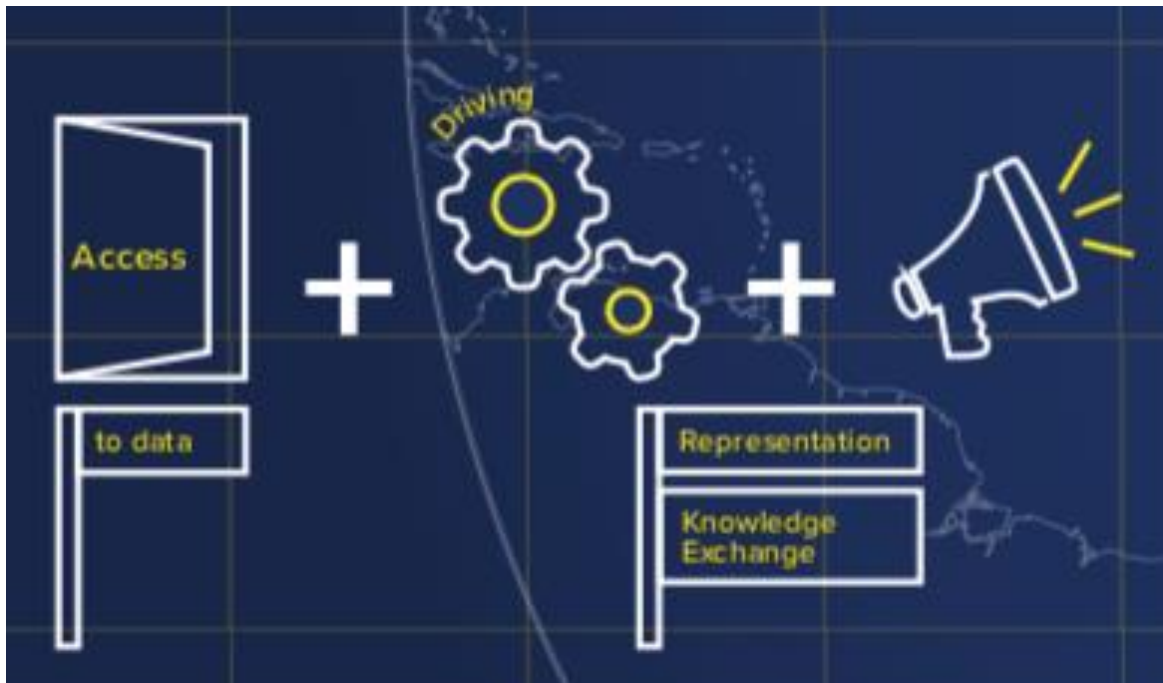 Driving
Access
to data
Representation
Knowledge
Exchange